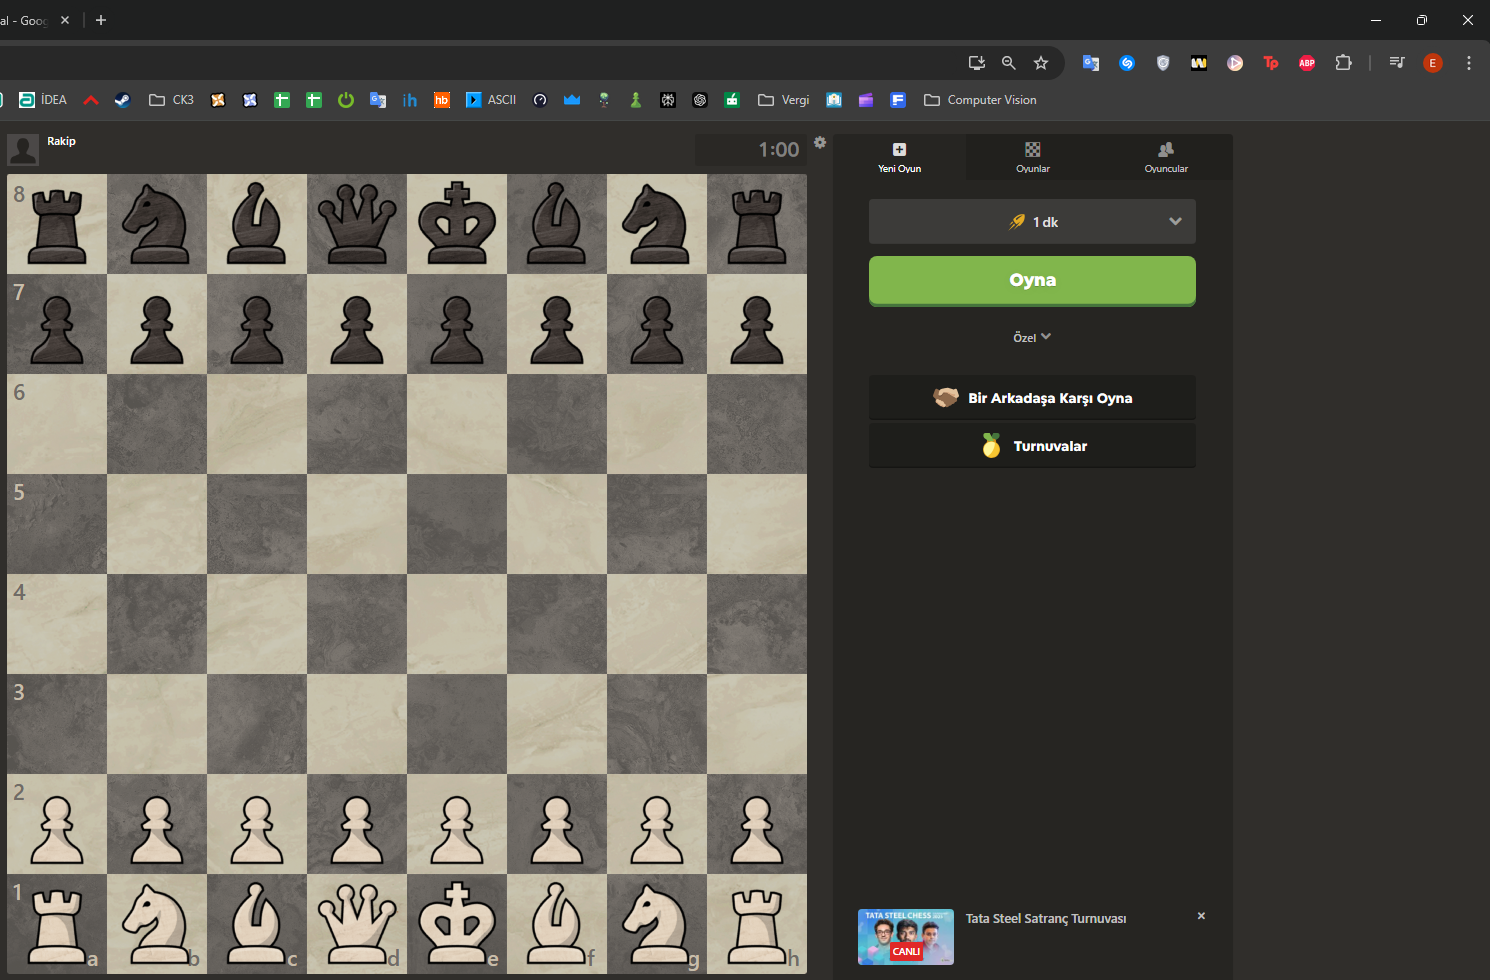 al - Goog
İDEA
CK3
ih
hb
ASCII
Vergi
Computer Vision
Tp
ABP
E
Rakip
1:00
Yeni Oyun
Oyunlar
Oyuncular
1 dk
Oyna
Özel
Bir Arkadaşa Karşı Oyna
Turnuvalar
8
7
6
5
4
3
2
1
a b c d e f g h
TATA STEEL CHESS
CANLI
Tata Steel Satranç Turnuvası